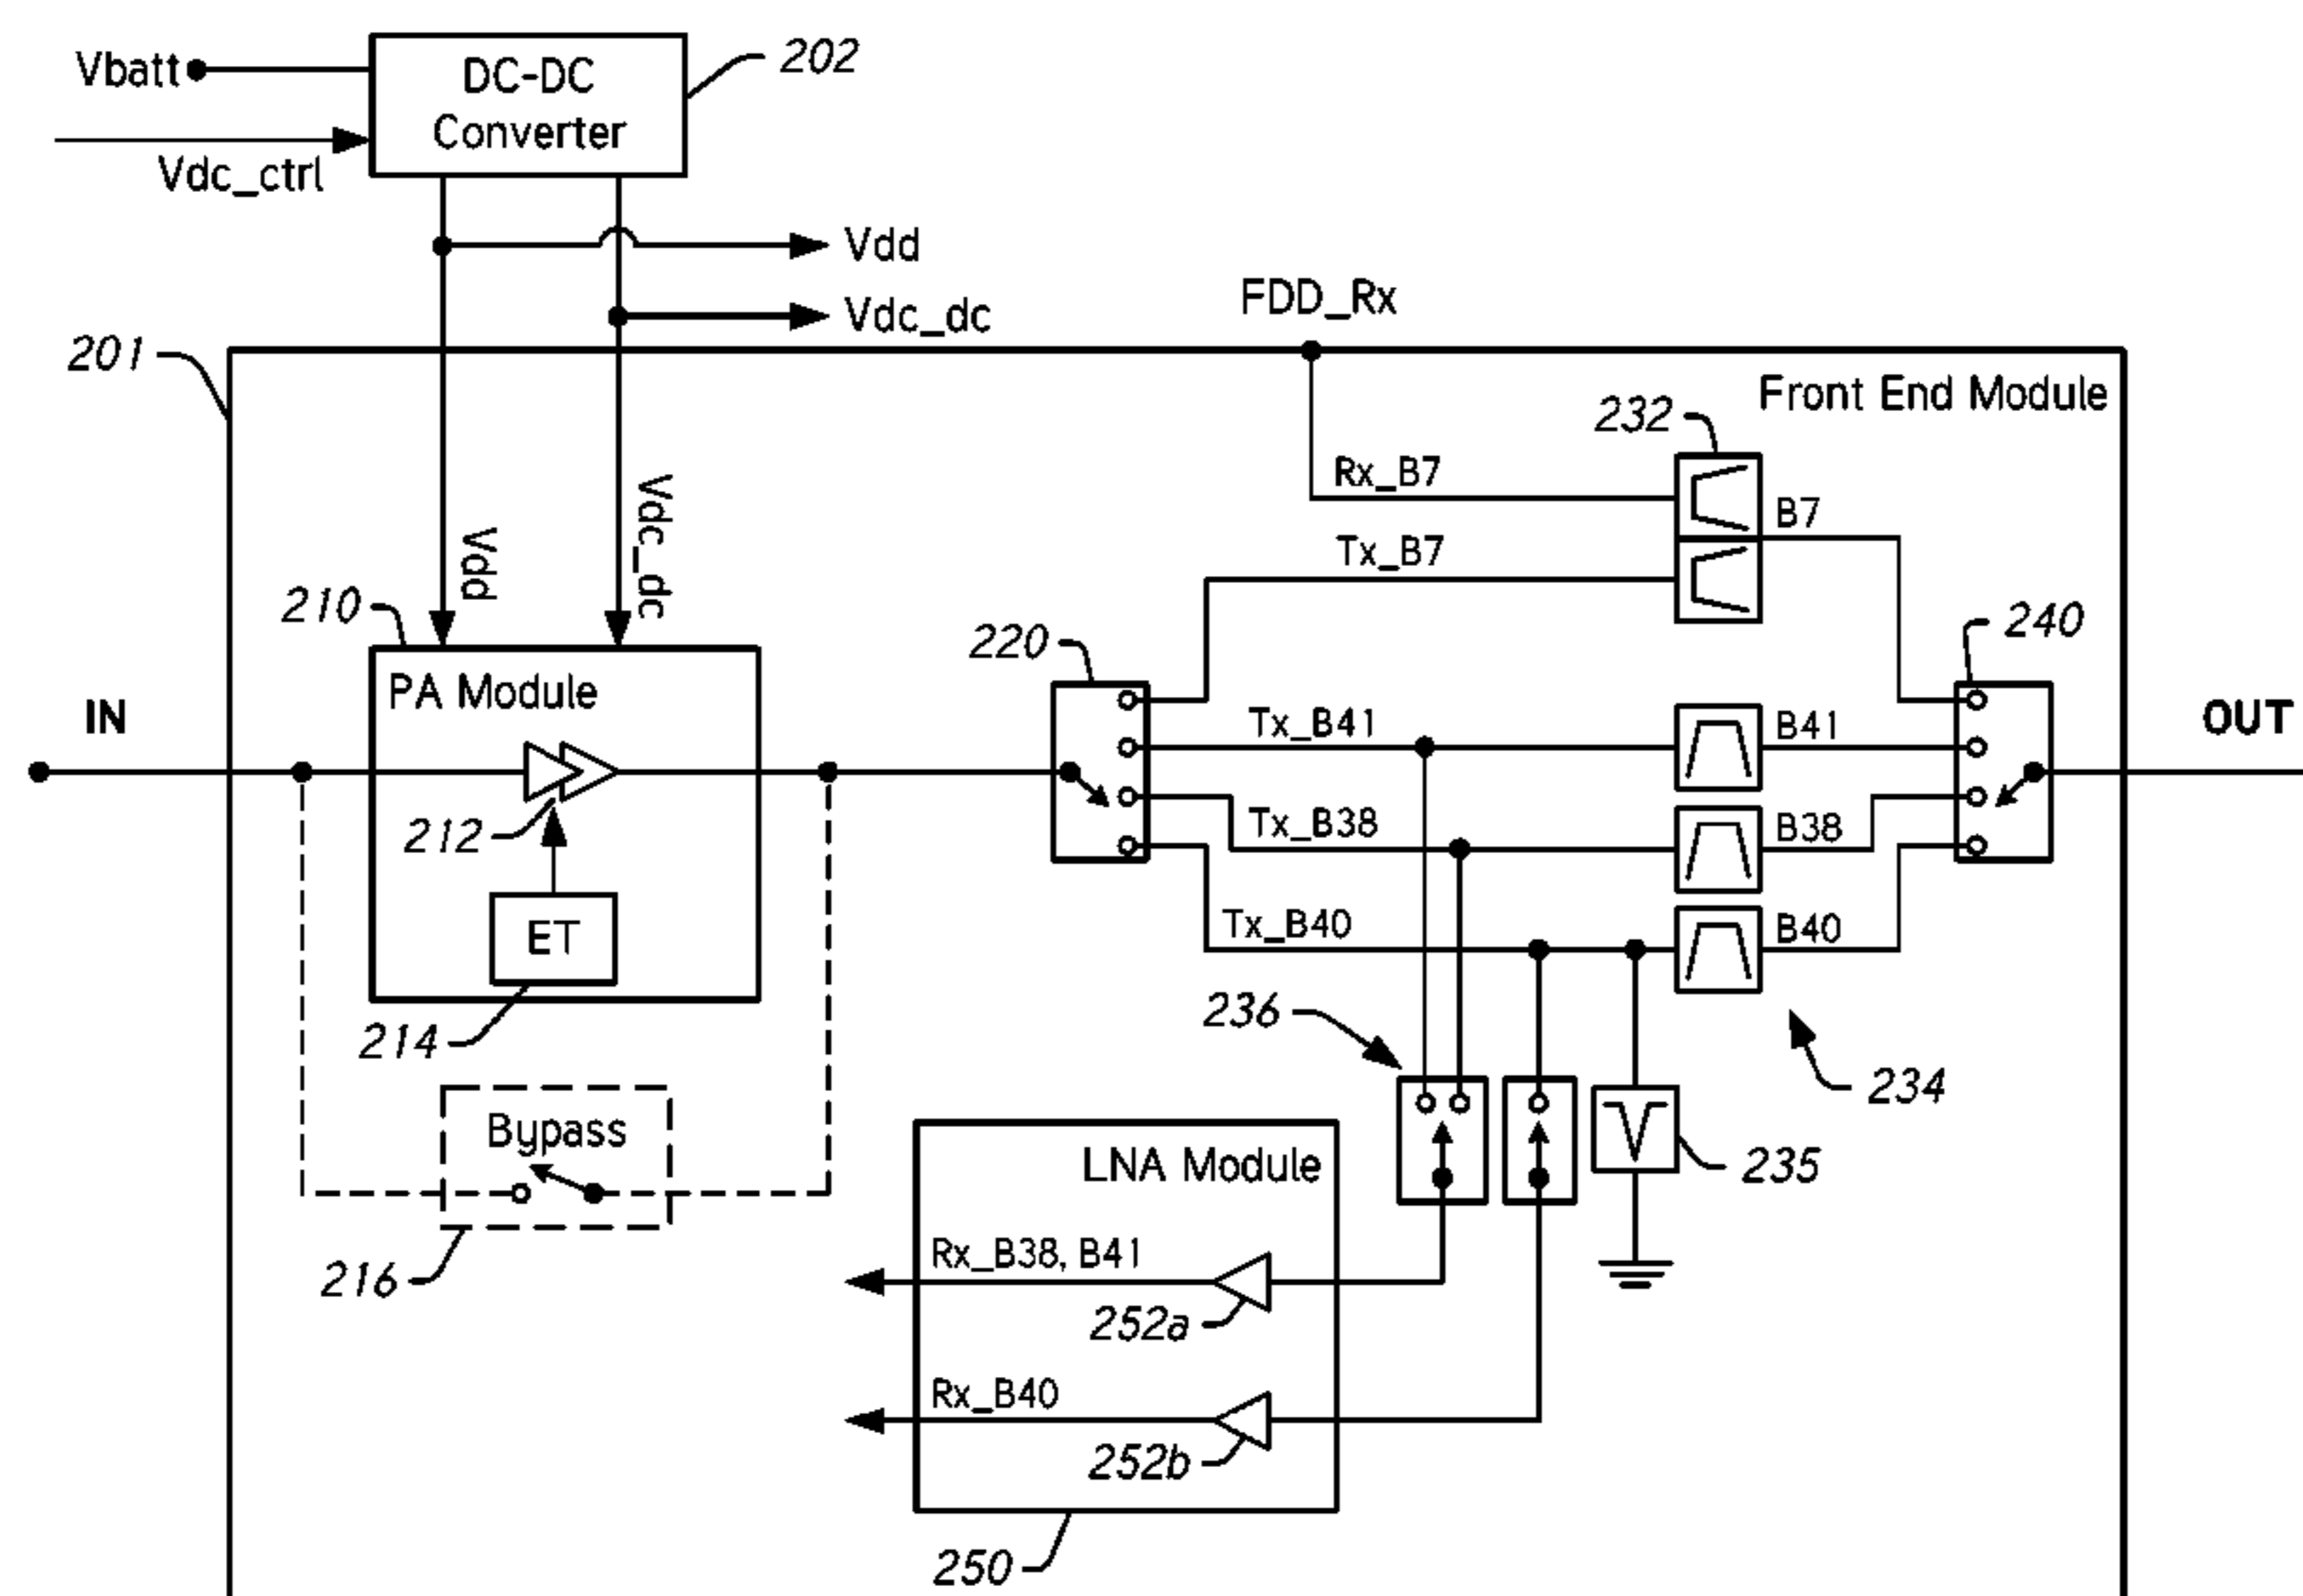 Vbatt
DC-DC
Converter
202
Vdc_ctrl
Vdd
Vdc_dc
FDD_Rx
201
Front End Module
232
Rx_B7
B7
Tx_B7
Vdd
Vdc_dc
210
220
240
PA Module
IN
Tx_B41
B41
OUT
212
Tx_B38
B38
ET
Tx_B40
B40
214
236
234
Bypass
LNA Module
235
216
Rx_B38, B41
252a
Rx_B40
252b
250